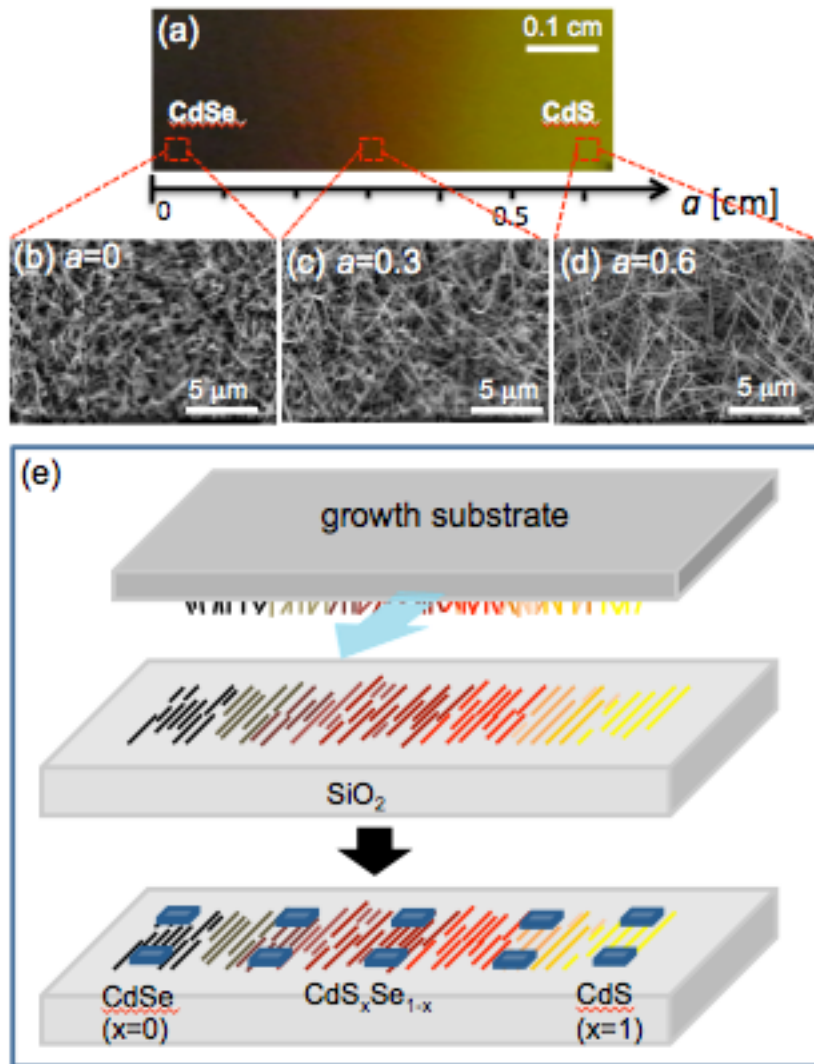 (a)
0.1 cm
CdSe
CdS
0
0.5
a [cm]
(b) a=0
(c) a=0.3
(d) a=0.6
5 μm
5 μm
5 μm
(e)
growth substrate
SiO₂
CdSe
(x=0)
CdSₓSe₁₋ₓ
CdS
(x=1)